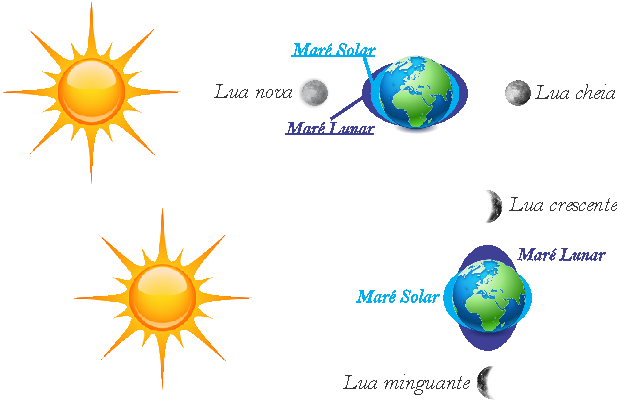 Maré Solar
Lua nova
Lua cheia
Maré Lunar
Lua crescente
Maré Lunar
Maré Solar
Lua minguante